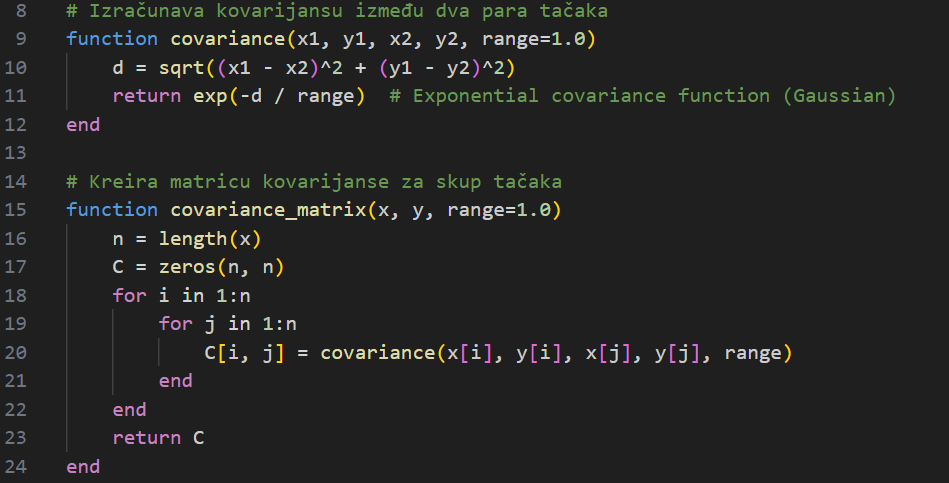 8 # Izračunava kovarijansu između dva para tačaka
9 function covariance(x1, y1, x2, y2, range=1.0)
10     d = sqrt((x1 - x2)^2 + (y1 - y2)^2)
11     return exp(-d / range)  # Exponential covariance function (Gaussian)
12 end
13
14 # Kreira matricu kovarijanse za skup tačaka
15 function covariance_matrix(x, y, range=1.0)
16     n = length(x)
17     C = zeros(n, n)
18     for i in 1:n
19         for j in 1:n
20             C[i, j] = covariance(x[i], y[i], x[j], y[j], range)
21         end
22     end
23     return C
24 end